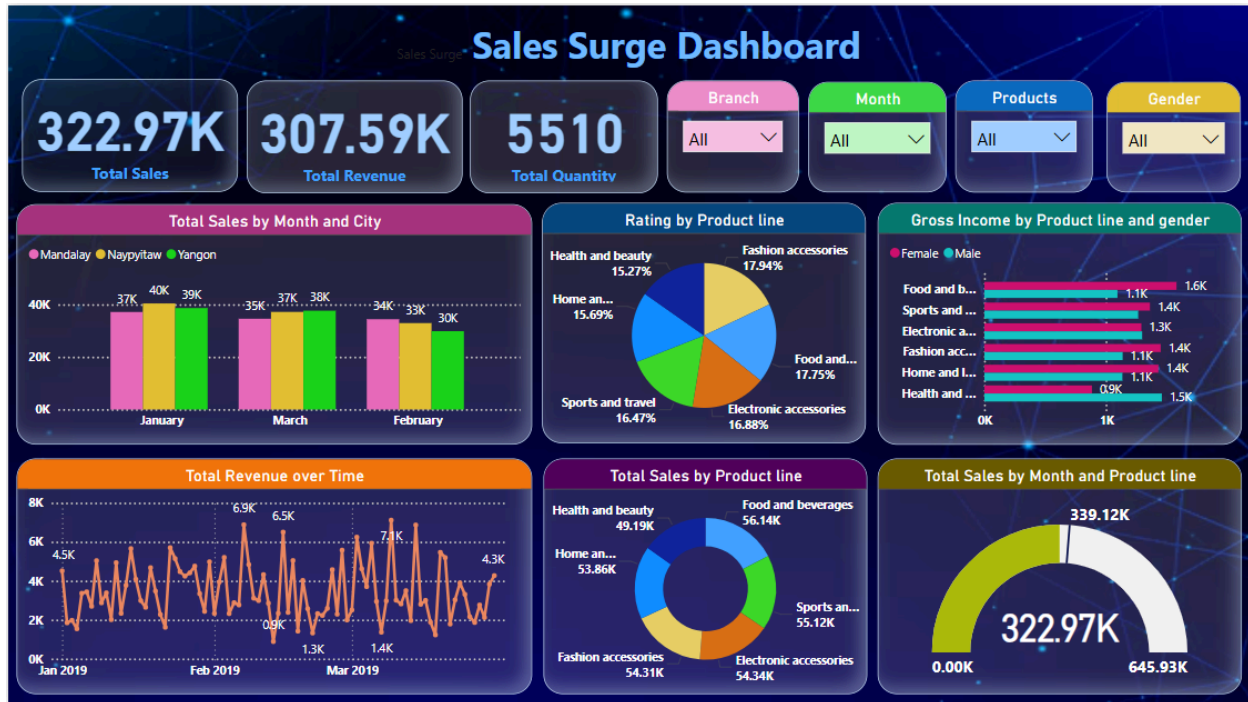 Sales Surge
Sales Surge Dashboard
322.97K
Total Sales
307.59K
Total Revenue
5510
Total Quantity
Branch
All
Month
All
Products
All
Gender
All
Total Sales by Month and City
Mandalay Naypyitaw Yangon
40K
20K
0K
37K 40K 39K
35K 37K 38K
34K 33K 30K
January March February
Rating by Product line
Health and beauty
15.27%
Fashion accessories
17.94%
Home an...
15.69%
Food and...
17.75%
Sports and travel
16.47%
Electronic accessories
16.88%
Gross Income by Product line and gender
Female Male
Food and b...
1.6K
1.1K
Sports and ...
1.4K
Electronic a...
1.3K
Fashion acc...
1.4K
1.1K
Home and l...
1.4K
1.1K
Health and ...
0.9K
1.5K
0K 1K
Total Revenue over Time
8K
6K
4K
2K
0K
4.5K
6.9K
6.5K
7.1K
4.3K
0.9K
1.3K
1.4K
Jan 2019 Feb 2019 Mar 2019
Total Sales by Product line
Health and beauty
49.19K
Food and beverages
56.14K
Home an...
53.86K
Sports an...
55.12K
Fashion accessories
54.31K
Electronic accessories
54.34K
Total Sales by Month and Product line
339.12K
322.97K
0.00K
645.93K